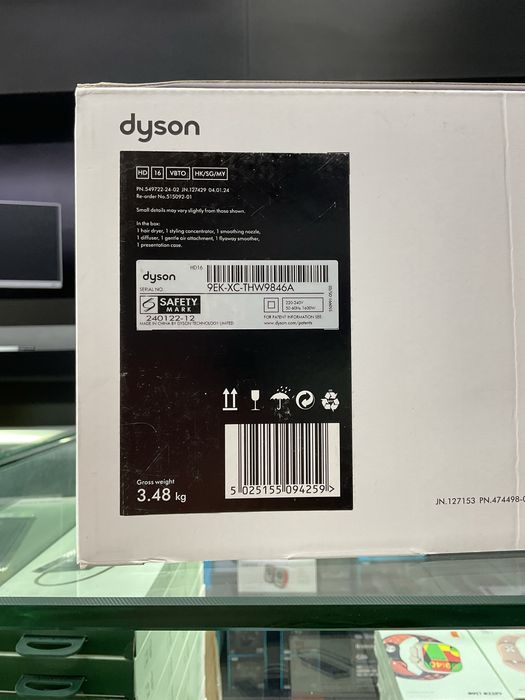 dyson
HD 16 VBTO HK/SG/MY
PN.549722-24-02 JN.127429 04.01.24
Re-order No.515092-01
Small details may vary slightly from those shown.
In the box:
1 hair dryer, 1 styling concentrator, 1 smoothing nozzle,
1 diffuser, 1 gentle air attachment, 1 flyaway smoother,
1 presentation case.
HD16
dyson
SERIAL NO.
9EK-XC-THW9846A
SAFETY
MARK
240122-12
MADE IN CHINA BY DYSON TECHNOLOGY LIMITED
220-240V
50-60Hz 1600W
FOR PATENT INFORMATION SEE
www.dyson.com/patents
Gross weight
3.48 kg
5 025155 094259 >
JN.127153 PN.474498-0